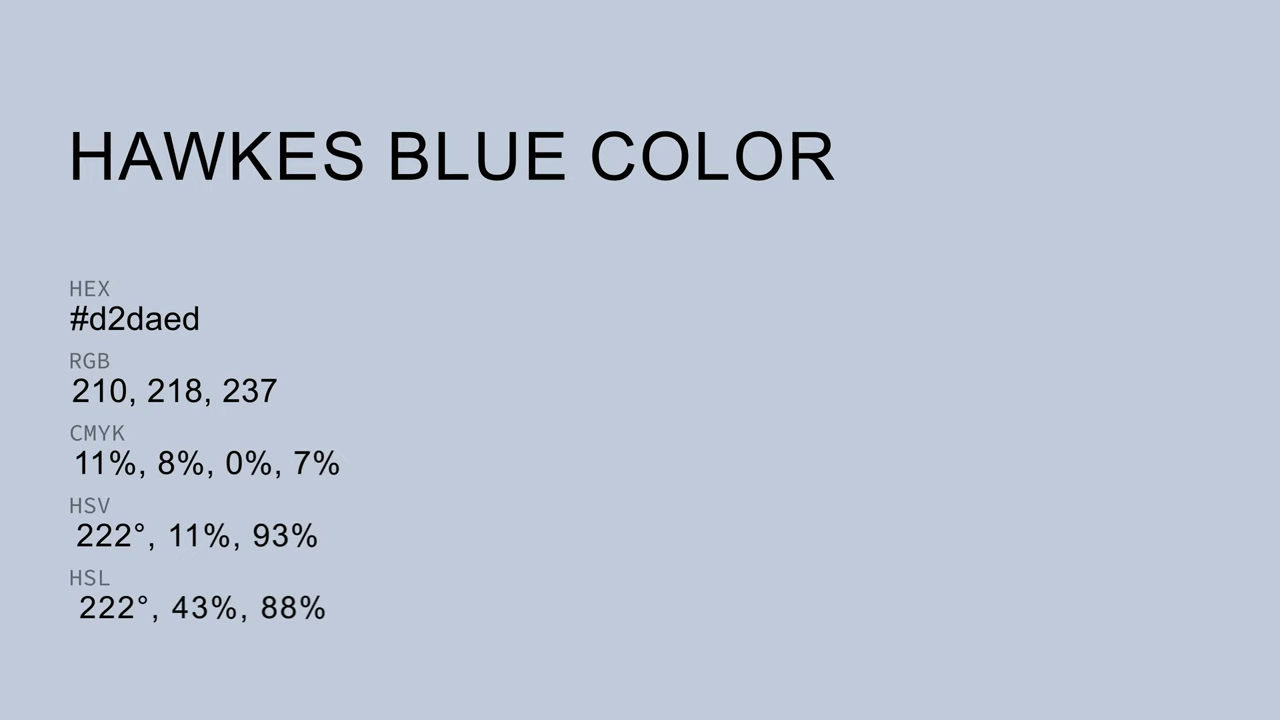 HAWKES BLUE COLOR
HEX
#d2daed
RGB
210, 218, 237
CMYK
11%, 8%, 0%, 7%
HSV
222°, 11%, 93%
HSL
222°, 43%, 88%